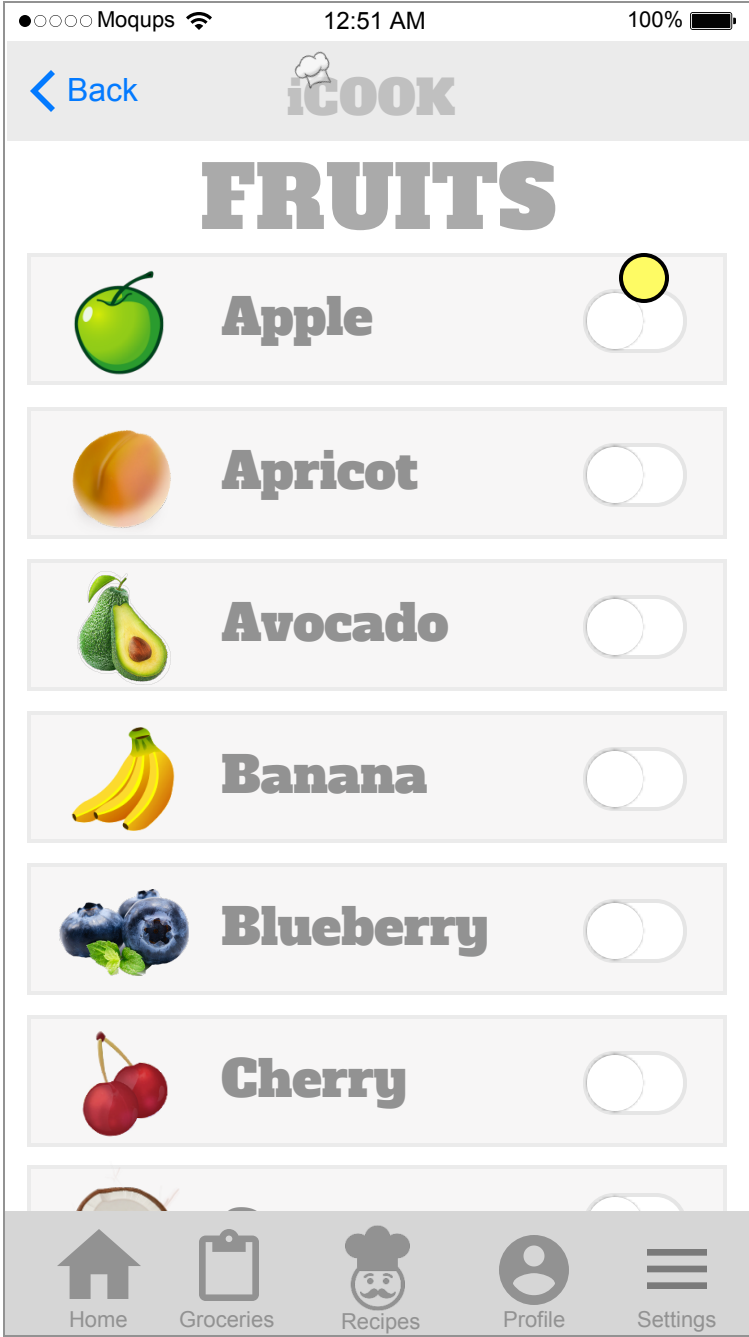 Moqups 12:51 AM 100%
Back iCOOK
FRUITS
Apple
Apricot
Avocado
Banana
Blueberry
Cherry
Home Groceries Recipes Profile Settings